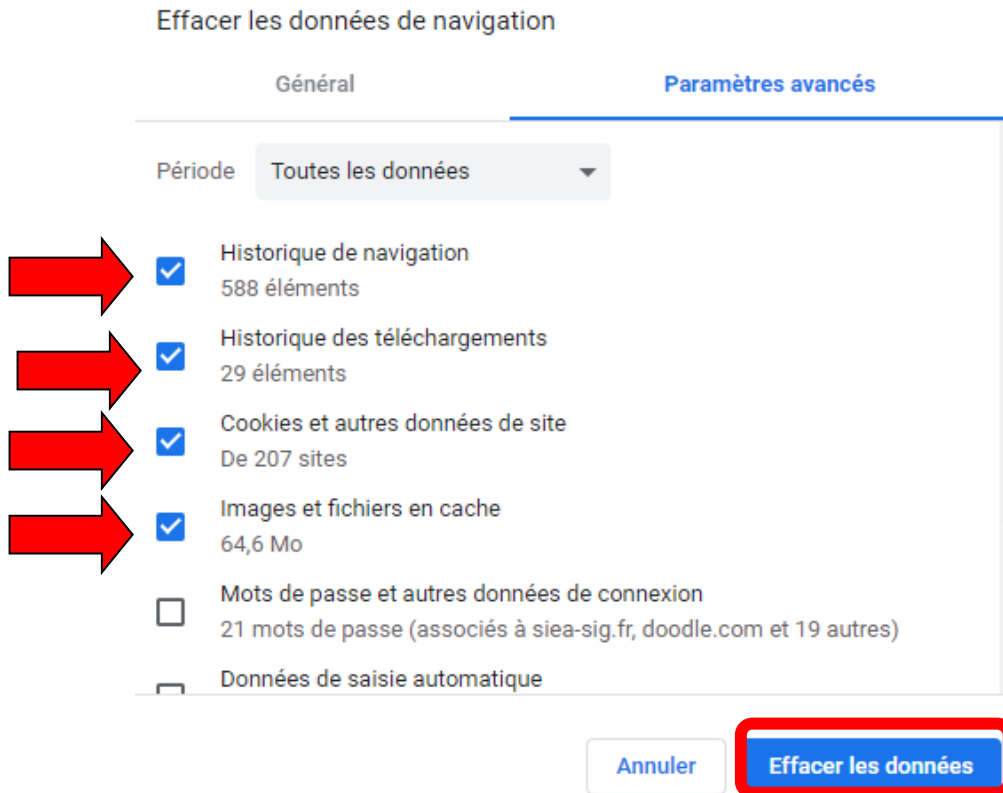 Effacer les données de navigation
Général
Paramètres avancés
Période
Toutes les données
Historique de navigation
588 éléments
Historique des téléchargements
29 éléments
Cookies et autres données de site
De 207 sites
Images et fichiers en cache
64,6 Mo
Mots de passe et autres données de connexion
21 mots de passe (associés à siea-sig.fr, doodle.com et 19 autres)
Données de saisie automatique
Annuler
Effacer les données